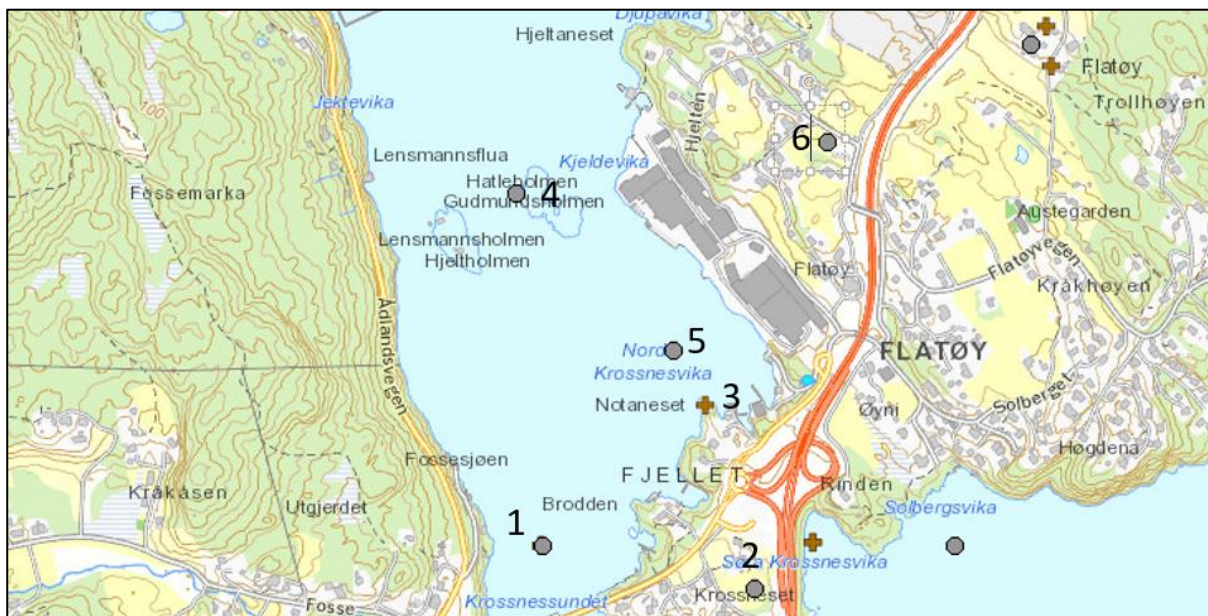 Djupavika
Hjeltaneset
Flatøy
Jektevika
100
Hjelten
Trollhøyen
6
Lensmannsflua
Kjeldevika
Hatleholmen
4
Gudmundsholmen
Fossemarka
Austegarden
Lensmannsholmen
Hjeltholmen
Flatøy
Flatøyvegen
Kråkhøyen
Ådlandsvegen
5
Nord
Krossnesvika
FLATØY
Notaneset
3
Øyni
Solberget
Høgdena
Fossesjøen
FJELLET
Rinden
Kråkåsen
Utgjerdet
Brodden
Solbergsvika
1
2
Søra Krossnesvika
Krossneset
Fosse
Krossnessundet